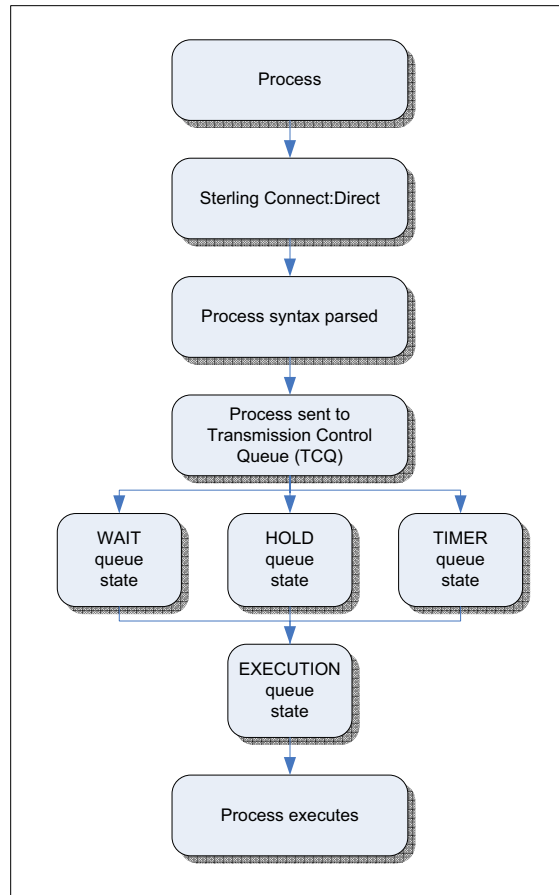 Process
Sterling Connect:Direct
Process syntax parsed
Process sent to
Transmission Control
Queue (TCQ)
WAIT
queue
state
HOLD
queue
state
TIMER
queue
state
EXECUTION
queue
state
Process executes